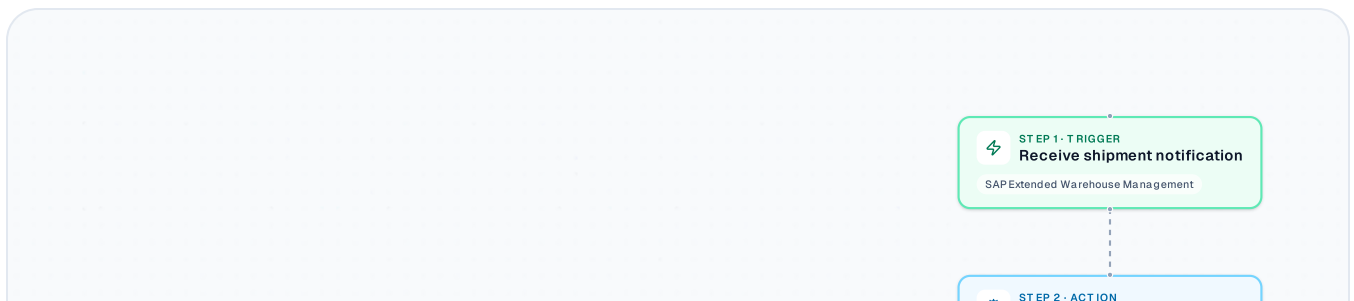 STEP 1 · TRIGGER
Receive shipment notification
SAP Extended Warehouse Management
STEP 2 · ACTION